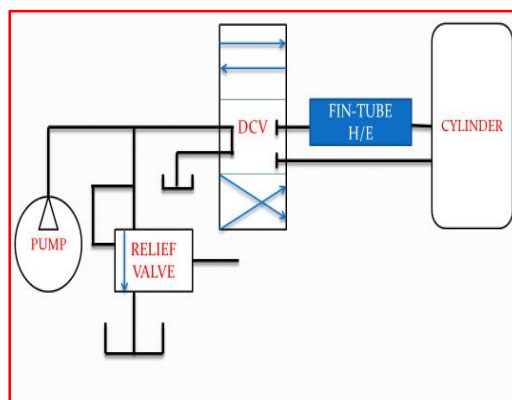 DCV
FIN-TUBE
H/E
CYLINDER
PUMP
RELIEF
VALVE